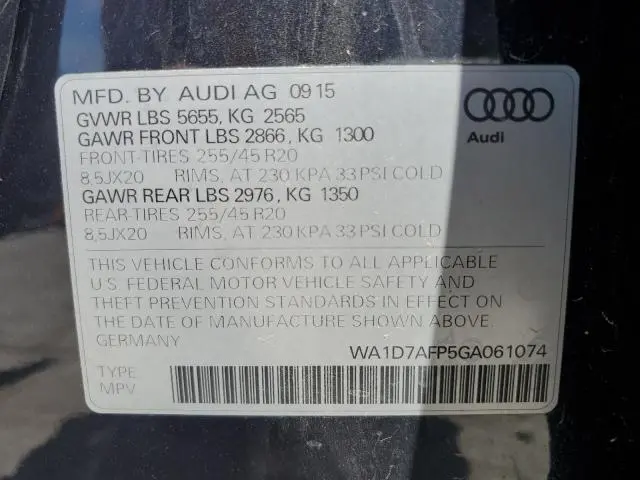 MFD. BY AUDI AG 09 15
GVWR LBS 5655, KG 2565
GAWR FRONT LBS 2866, KG 1300
FRONT-TIRES 255/45 R20
8,5JX20 RIMS, AT 230 KPA 33 PSI COLD
GAWR REAR LBS 2976, KG 1350
REAR-TIRES 255/45 R20
8,5JX20 RIMS, AT 230 KPA 33 PSI COLD
Audi
THIS VEHICLE CONFORMS TO ALL APPLICABLE
U.S. FEDERAL MOTOR VEHICLE SAFETY AND
THEFT PREVENTION STANDARDS IN EFFECT ON
THE DATE OF MANUFACTURE SHOWN ABOVE.
GERMANY
WA1D7AFP5GA061074
TYPE
MPV